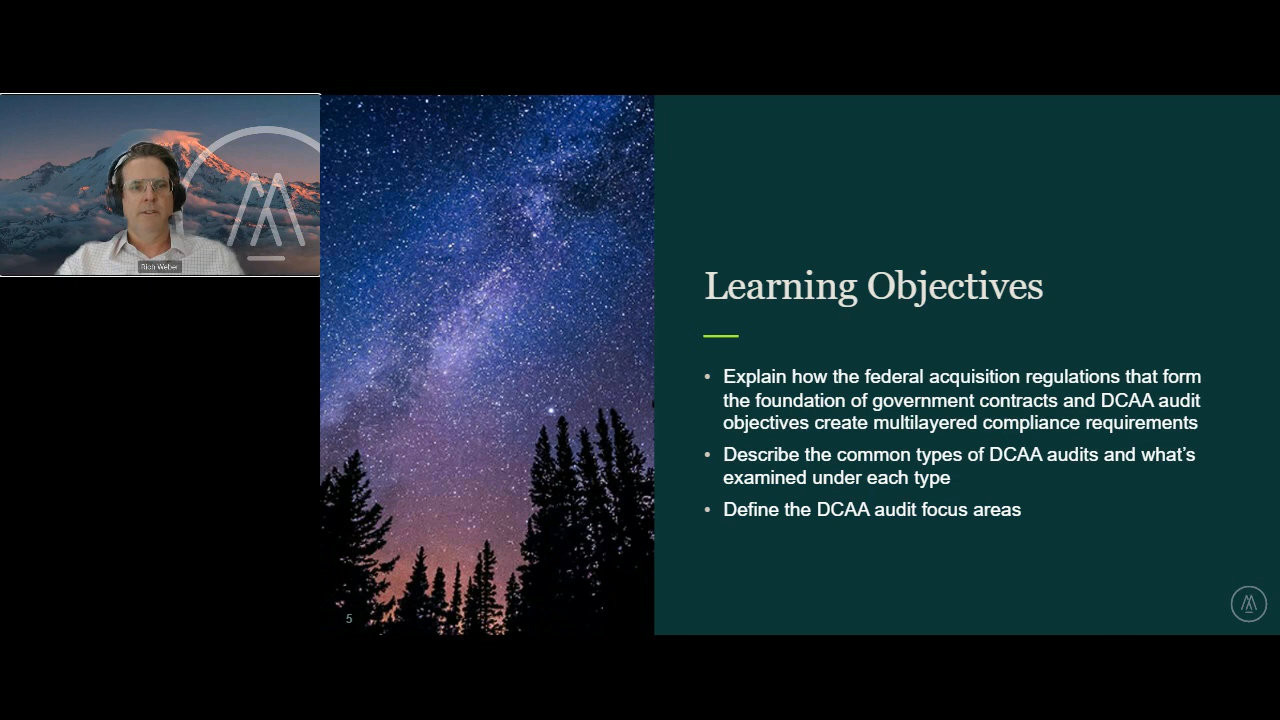 Rich Weber
Learning Objectives
• Explain how the federal acquisition regulations that form
the foundation of government contracts and DCAA audit
objectives create multilayered compliance requirements
• Describe the common types of DCAA audits and what's
examined under each type
• Define the DCAA audit focus areas
5